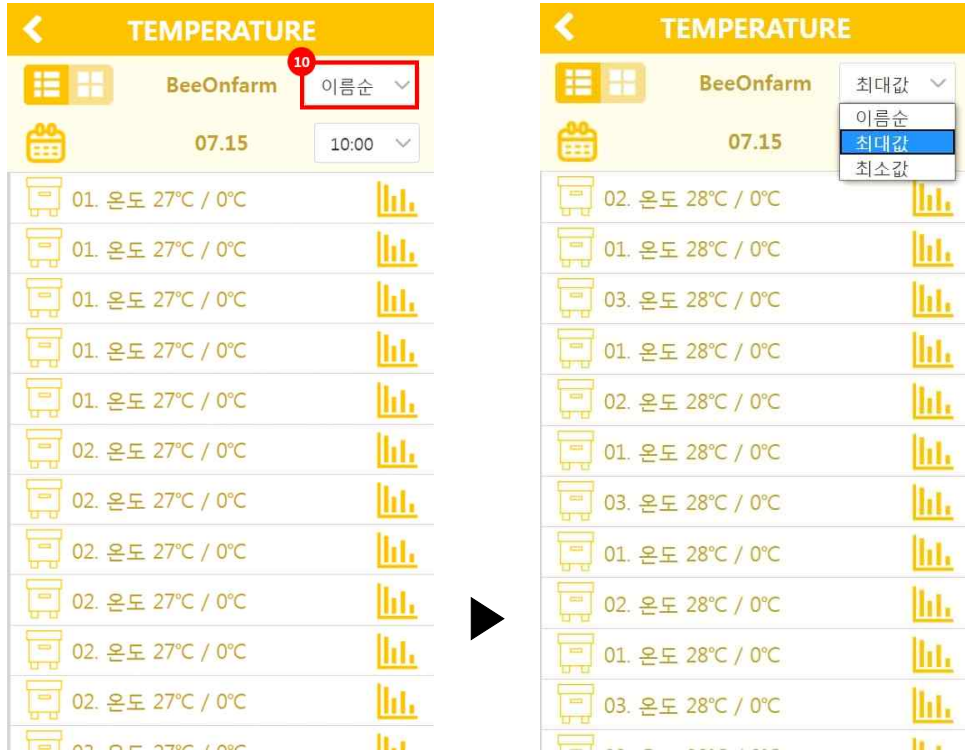 TEMPERATURE
10
BeeOnfarm 이름순
07.15 10:00
01. 온도 27℃ / 0℃
01. 온도 27℃ / 0℃
01. 온도 27℃ / 0℃
01. 온도 27℃ / 0℃
01. 온도 27℃ / 0℃
02. 온도 27℃ / 0℃
02. 온도 27℃ / 0℃
02. 온도 27℃ / 0℃
02. 온도 27℃ / 0℃
02. 온도 27℃ / 0℃
02. 온도 27℃ / 0℃
TEMPERATURE
BeeOnfarm 최대값
이름순
07.15 최대값
최소값
02. 온도 28℃ / 0℃
01. 온도 28℃ / 0℃
03. 온도 28℃ / 0℃
01. 온도 28℃ / 0℃
02. 온도 28℃ / 0℃
01. 온도 28℃ / 0℃
03. 온도 28℃ / 0℃
01. 온도 28℃ / 0℃
02. 온도 28℃ / 0℃
01. 온도 28℃ / 0℃
03. 온도 28℃ / 0℃